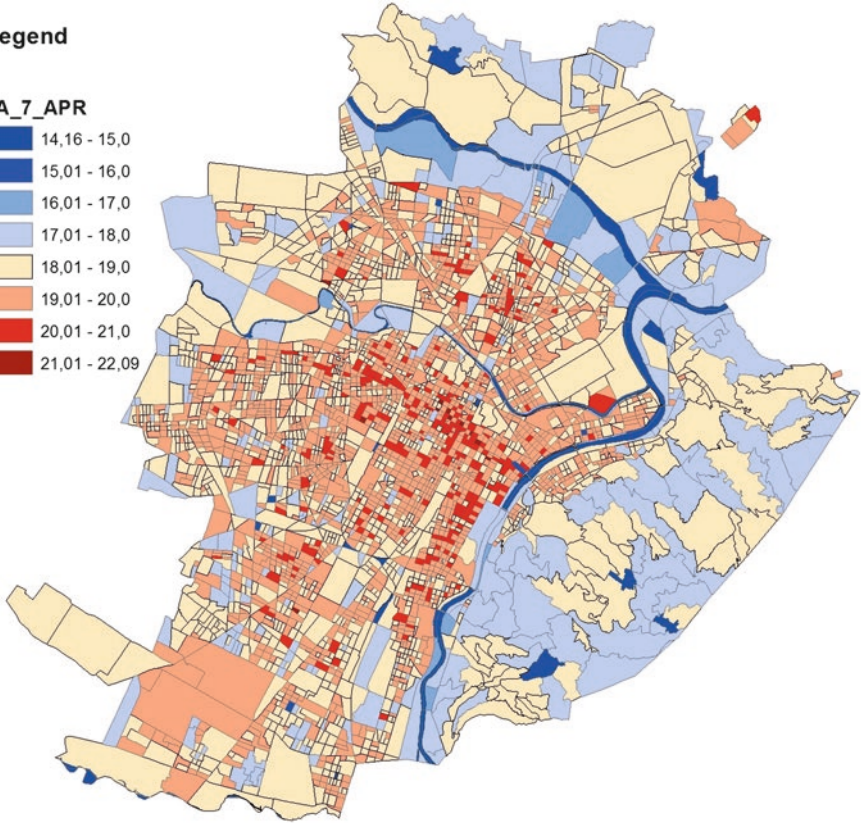 egend
A_7_APR
14,16 - 15,0
15,01 - 16,0
16,01 - 17,0
17,01 - 18,0
18,01 - 19,0
19,01 - 20,0
20,01 - 21,0
21,01 - 22,09